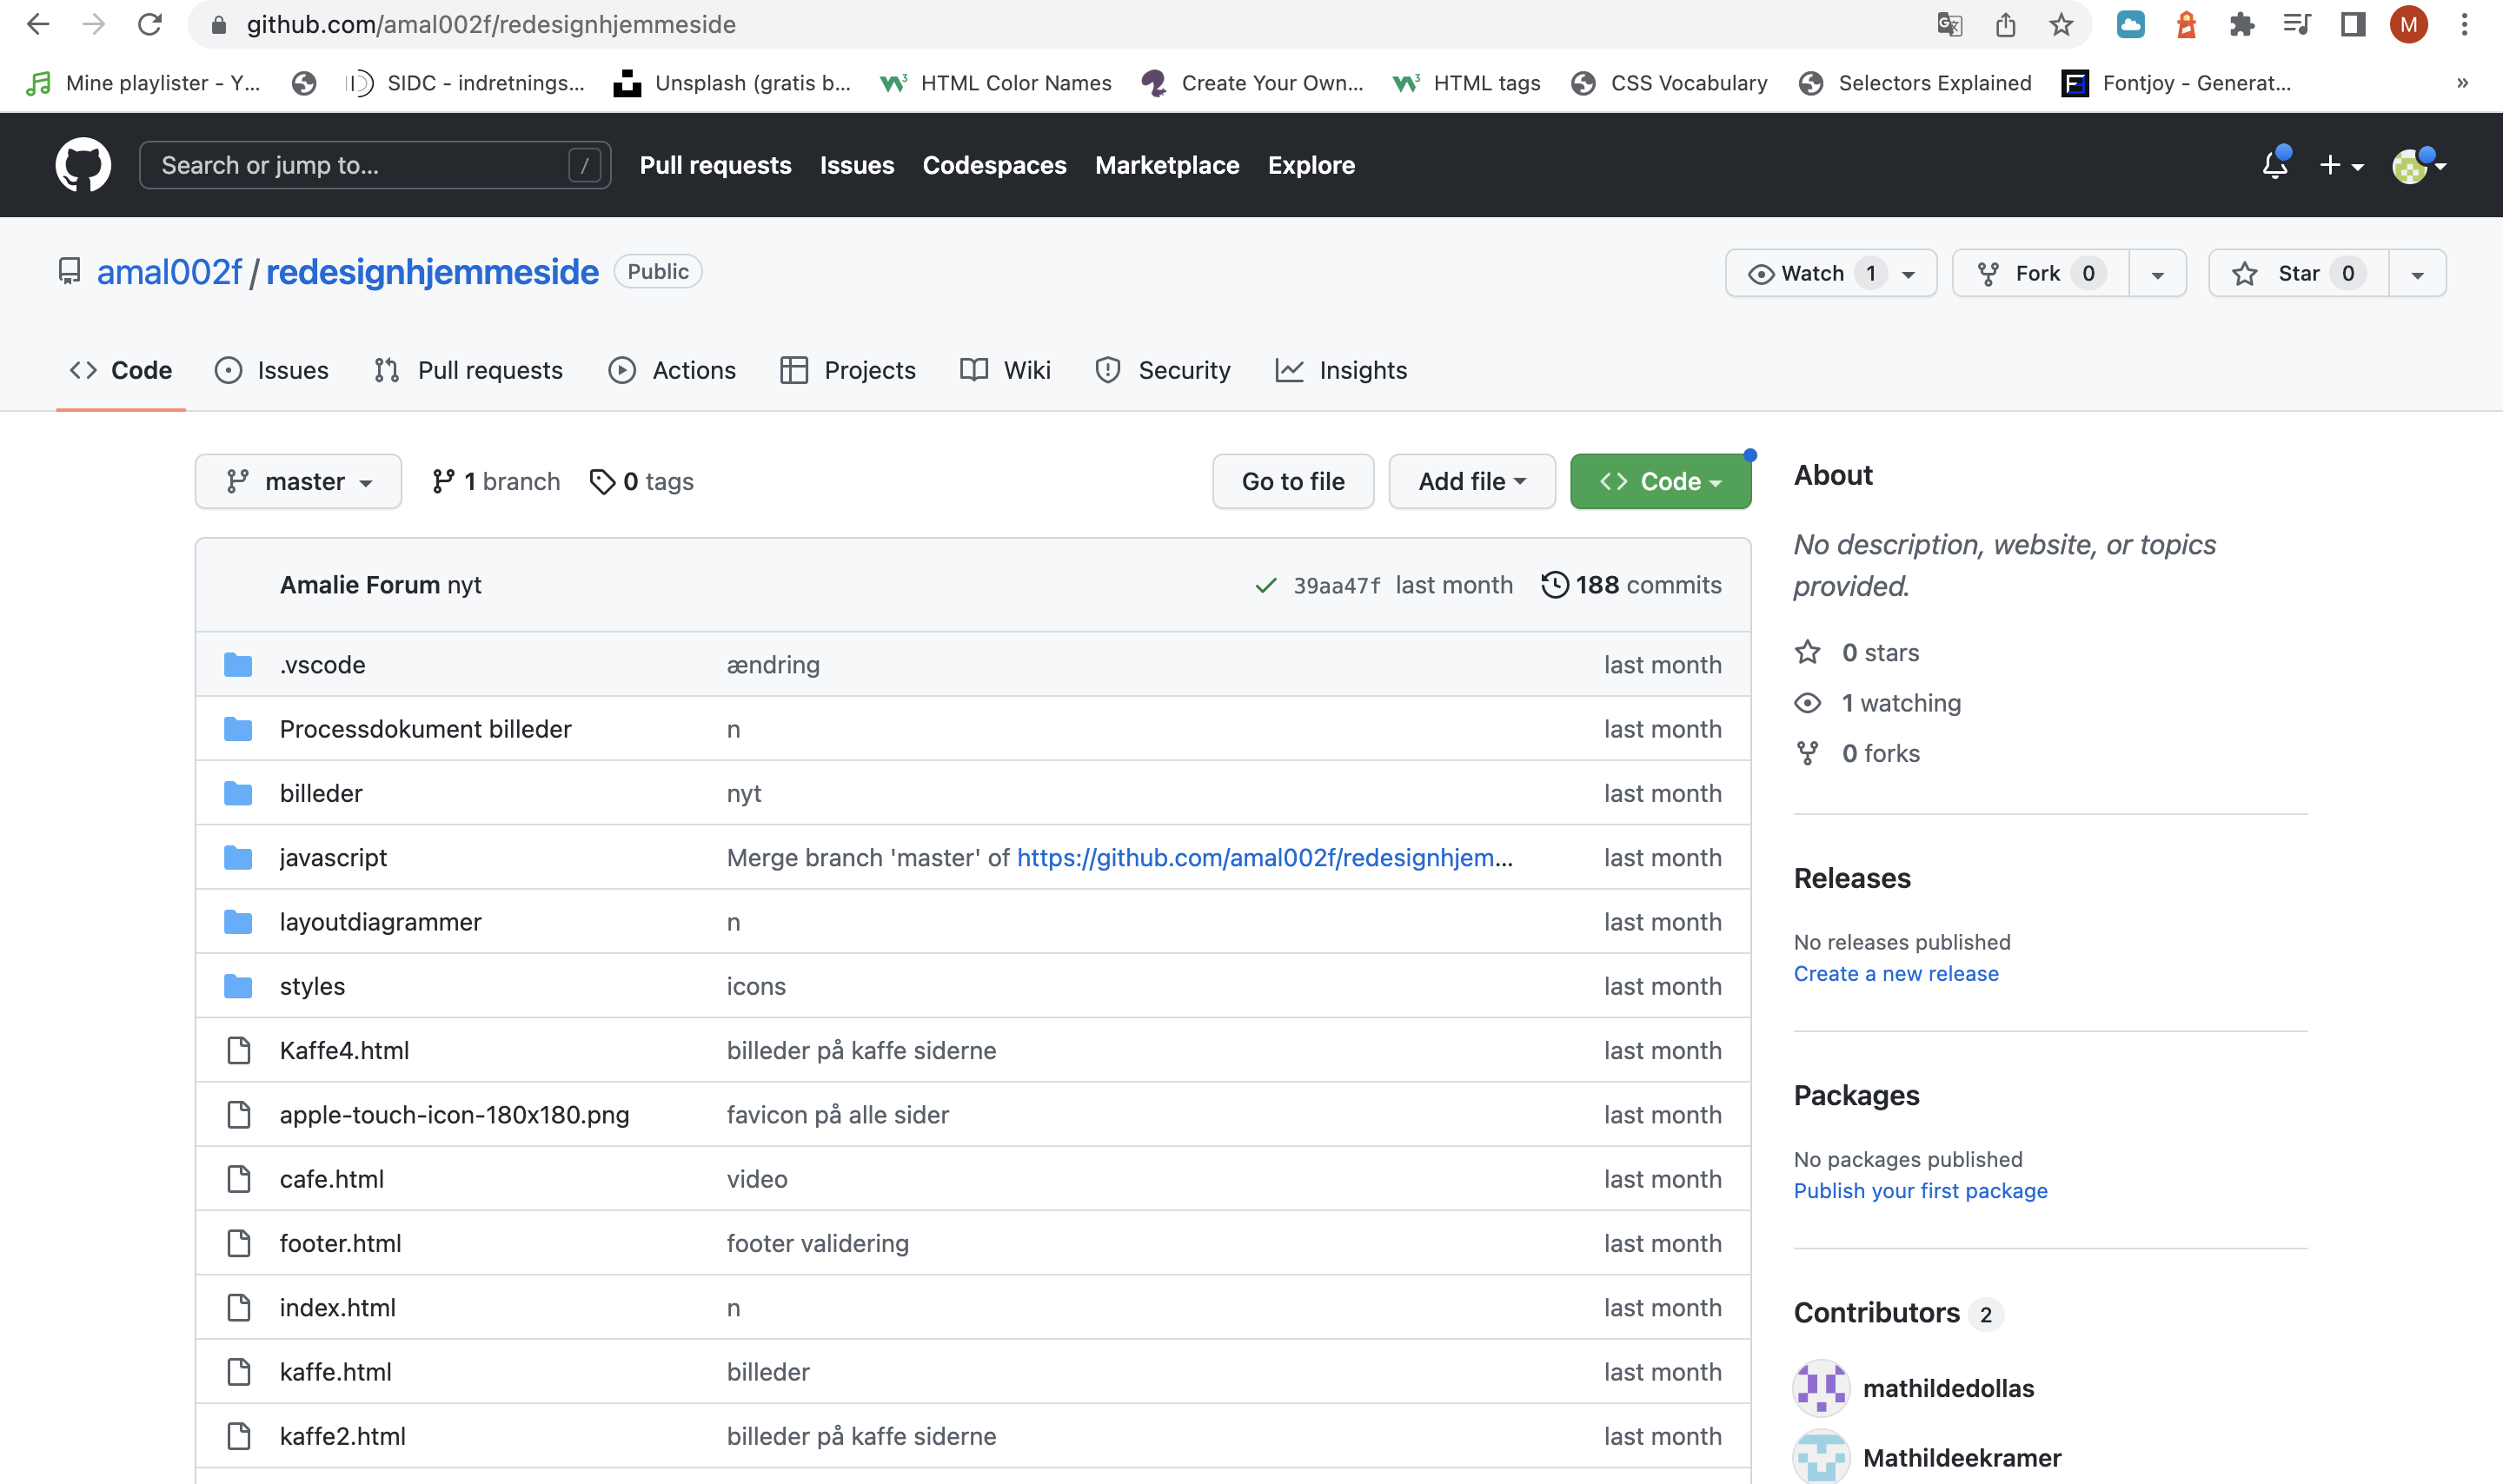 github.com/amal002f/redesignhjemmeside
M
Mine playlister - Y...
SIDC - indretnings...
Unsplash (gratis b...
HTML Color Names
Create Your Own...
HTML tags
CSS Vocabulary
Selectors Explained
Fontjoy - Generat...
»
Search or jump to...
/
Pull requests
Issues
Codespaces
Marketplace
Explore
amal002f / redesignhjemmeside
Public
Watch 1
Fork 0
Star 0
Code
Issues
Pull requests
Actions
Projects
Wiki
Security
Insights
master
1 branch
0 tags
Go to file
Add file
Code
Amalie Forum nyt
39aa47f last month
188 commits
.vscode ændring last month
Processdokument billeder n last month
billeder nyt last month
javascript Merge branch 'master' of https://github.com/amal002f/redesignhjem... last month
layoutdiagrammer n last month
styles icons last month
Kaffe4.html billeder på kaffe siderne last month
apple-touch-icon-180x180.png favicon på alle sider last month
cafe.html video last month
footer.html footer validering last month
index.html n last month
kaffe.html billeder last month
kaffe2.html billeder på kaffe siderne last month
About
No description, website, or topics
provided.
0 stars
1 watching
0 forks
Releases
No releases published
Create a new release
Packages
No packages published
Publish your first package
Contributors 2
mathildedollas
Mathildeekramer